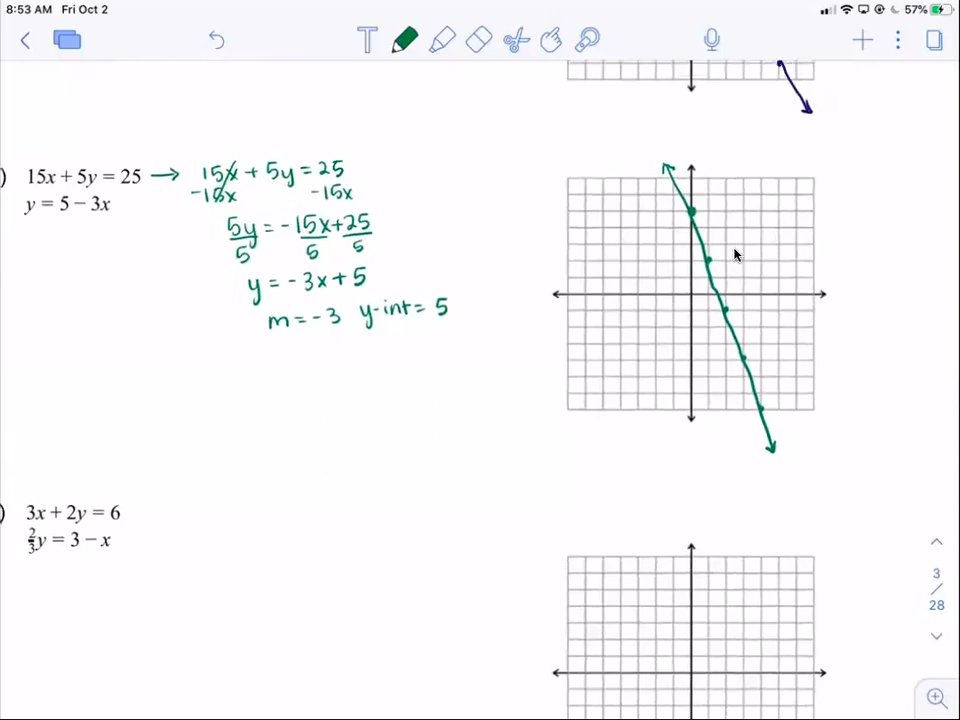 8:53 AM Fri Oct 2
57%
T
) 15x + 5y = 25 → 15x + 5y = 25
y = 5 − 3x
-15x -15x
5y = -15x+25
5 5 5
y = -3x + 5
m = -3 y-int = 5
) 3x + 2y = 6
2/3y = 3 − x
3
/
28